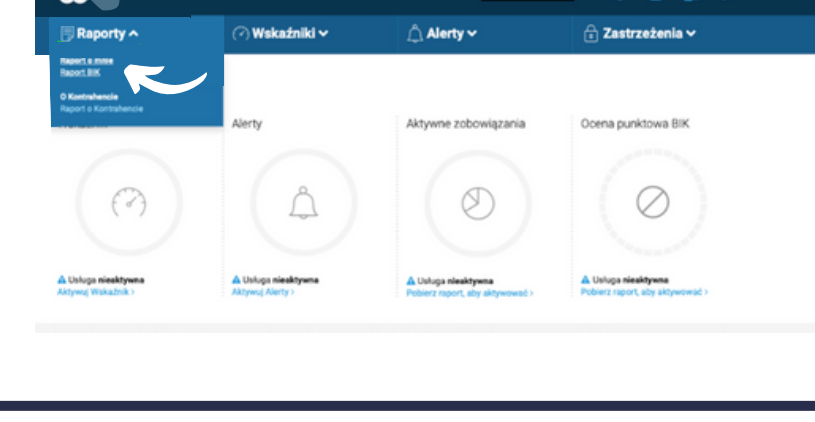 Raporty
Wskaźniki
Alerty
Zastrzeżenia
Raport o mnie
Raport BIK
O Kontrahencie
Raport o Kontrahencie
Alerty
Aktywne zobowiązania
Ocena punktowa BIK
Usługa nieaktywna
Aktywuj Wskaźnik >
Usługa nieaktywna
Aktywuj Alerty >
Usługa nieaktywna
Pobierz raport, aby aktywować >
Usługa nieaktywna
Pobierz raport, aby aktywować >